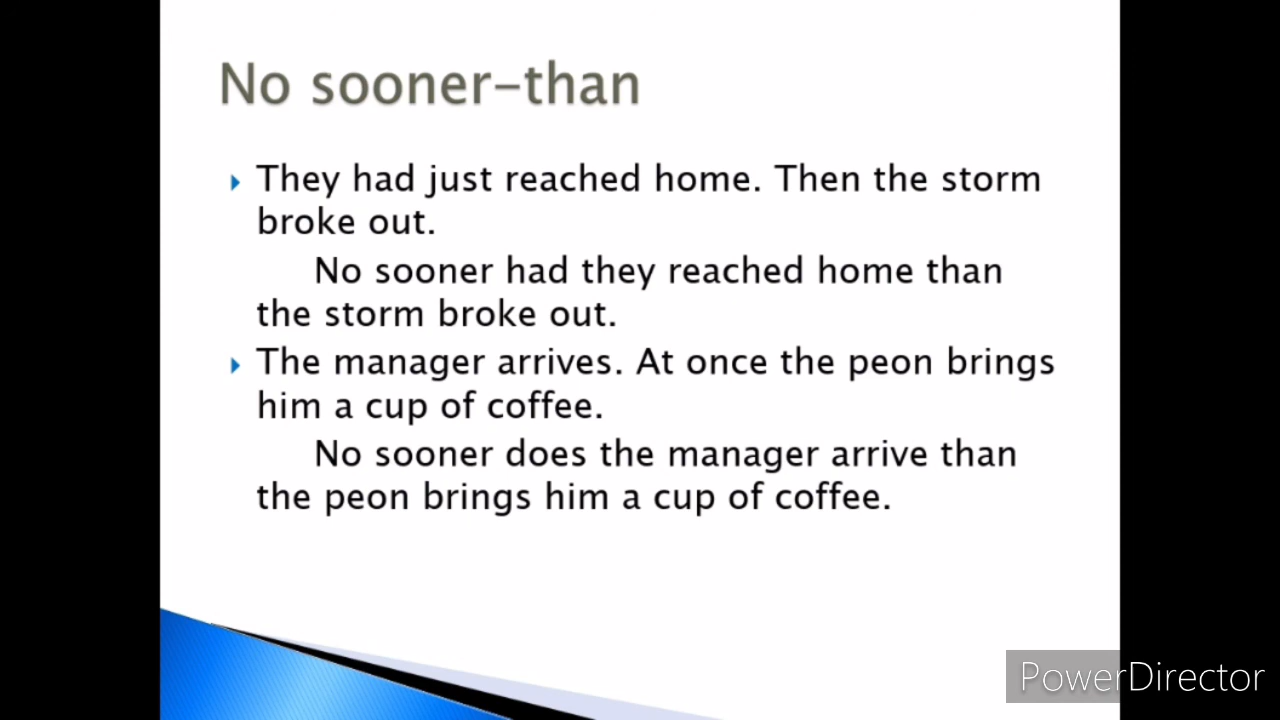 No sooner-than
They had just reached home. Then the storm
broke out.
No sooner had they reached home than
the storm broke out.
The manager arrives. At once the peon brings
him a cup of coffee.
No sooner does the manager arrive than
the peon brings him a cup of coffee.
PowerDirector